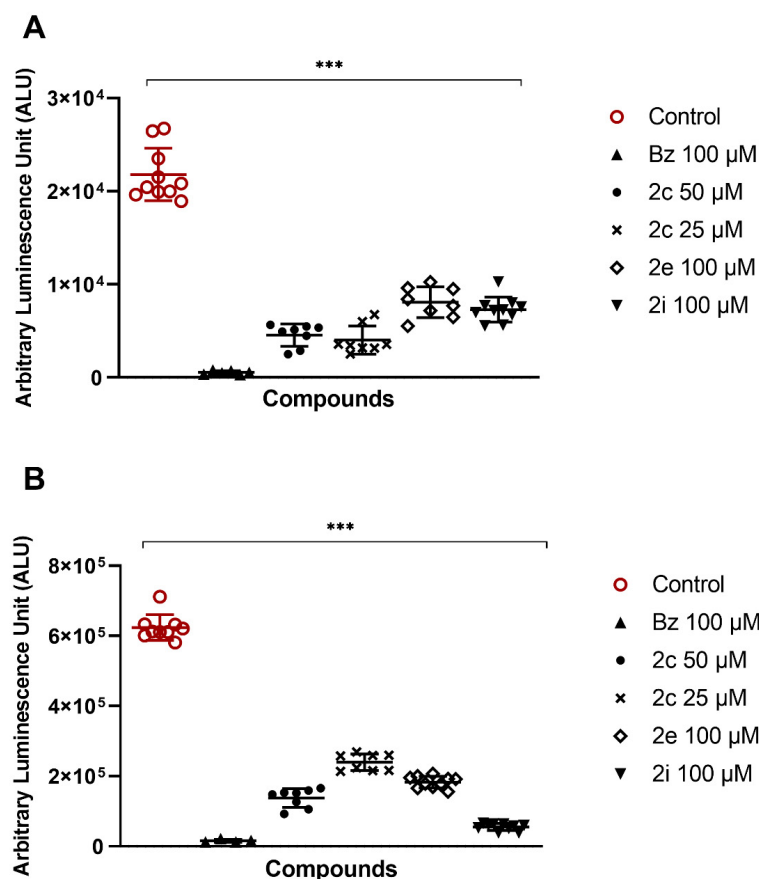 A
***
Arbitrary Luminescence Unit (ALU)
3×10⁴
2×10⁴
1×10⁴
0
Compounds
Control
Bz 100 µM
2c 50 µM
2c 25 µM
2e 100 µM
2i 100 µM
B
***
Arbitrary Luminescence Unit (ALU)
8×10⁵
6×10⁵
4×10⁵
2×10⁵
0
Compounds
Control
Bz 100 µM
2c 50 µM
2c 25 µM
2e 100 µM
2i 100 µM